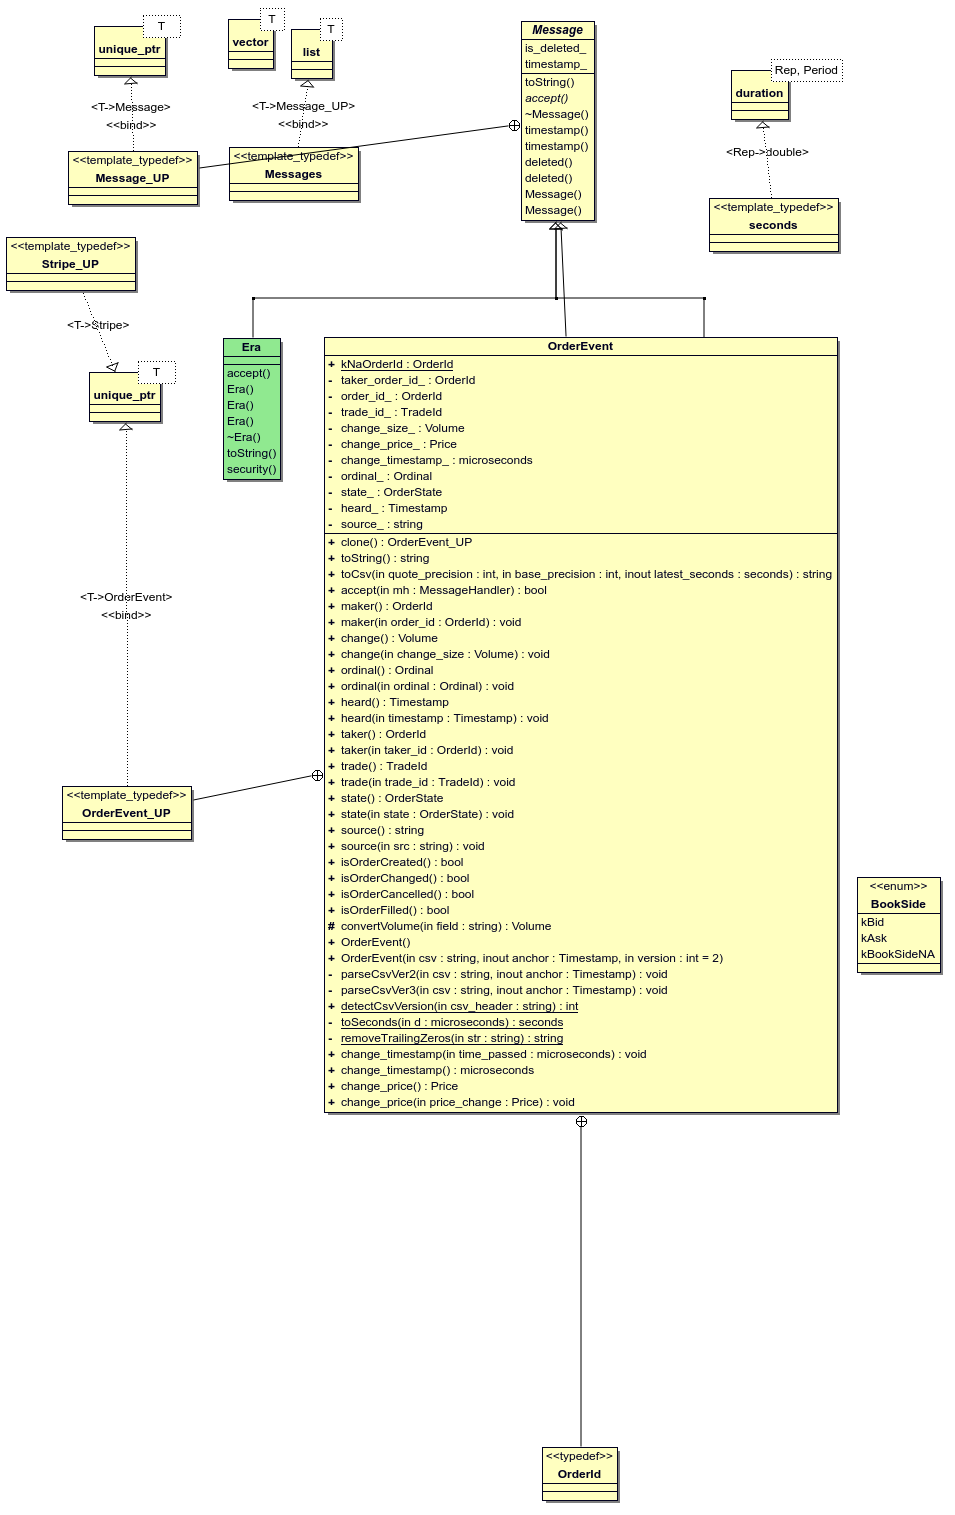 T
unique_ptr
<T->Message>
<<bind>>
<<template_typedef>>
Message_UP
T
vector
T
list
<T->Message_UP>
<<bind>>
<<template_typedef>>
Messages
Message
is_deleted_
timestamp_
toString()
accept()
~Message()
timestamp()
timestamp()
deleted()
deleted()
Message()
Message()
Rep, Period
duration
<Rep->double>
<<template_typedef>>
seconds
<<template_typedef>>
Stripe_UP
<T->Stripe>
T
unique_ptr
<T->OrderEvent>
<<bind>>
<<template_typedef>>
OrderEvent_UP
Era
accept()
Era()
Era()
Era()
~Era()
toString()
security()
OrderEvent
+ kNaOrderId : OrderId
- taker_order_id_ : OrderId
- order_id_ : OrderId
- trade_id_ : TradeId
- change_size_ : Volume
- change_price_ : Price
- change_timestamp_ : microseconds
- ordinal_ : Ordinal
- state_ : OrderState
- heard_ : Timestamp
- source_ : string
+ clone() : OrderEvent_UP
+ toString() : string
+ toCsv(in quote_precision : int, in base_precision : int, inout latest_seconds : seconds) : string
+ accept(in mh : MessageHandler) : bool
+ maker() : OrderId
+ maker(in order_id : OrderId) : void
+ change() : Volume
+ change(in change_size : Volume) : void
+ ordinal() : Ordinal
+ ordinal(in ordinal : Ordinal) : void
+ heard() : Timestamp
+ heard(in timestamp : Timestamp) : void
+ taker() : OrderId
+ taker(in taker_id : OrderId) : void
+ trade() : TradeId
+ trade(in trade_id : TradeId) : void
+ state() : OrderState
+ state(in state : OrderState) : void
+ source() : string
+ source(in src : string) : void
+ isOrderCreated() : bool
+ isOrderChanged() : bool
+ isOrderCancelled() : bool
+ isOrderFilled() : bool
# convertVolume(in field : string) : Volume
+ OrderEvent()
+ OrderEvent(in csv : string, inout anchor : Timestamp, in version : int = 2)
- parseCsvVer2(in csv : string, inout anchor : Timestamp) : void
- parseCsvVer3(in csv : string, inout anchor : Timestamp) : void
+ detectCsvVersion(in csv_header : string) : int
- toSeconds(in d : microseconds) : seconds
- removeTrailingZeros(in str : string) : string
+ change_timestamp(in time_passed : microseconds) : void
+ change_timestamp() : microseconds
+ change_price() : Price
+ change_price(in price_change : Price) : void
<<enum>>
BookSide
kBid
kAsk
kBookSideNA
<<typedef>>
OrderId